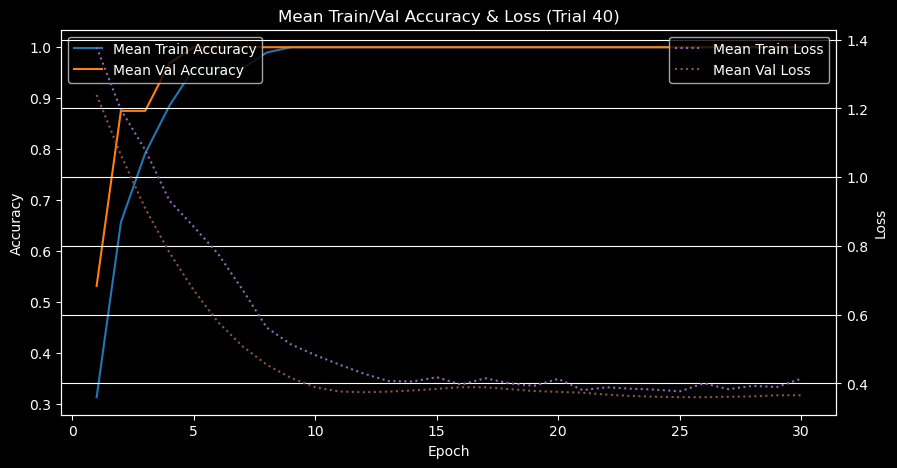 Mean Train/Val Accuracy & Loss (Trial 40)
Mean Train Accuracy
Mean Val Accuracy
Mean Train Loss
Mean Val Loss
1.0
0.9
0.8
0.7
0.6
0.5
0.4
0.3
Accuracy
1.4
1.2
1.0
0.8
0.6
0.4
Loss
0 5 10 15 20 25 30
Epoch